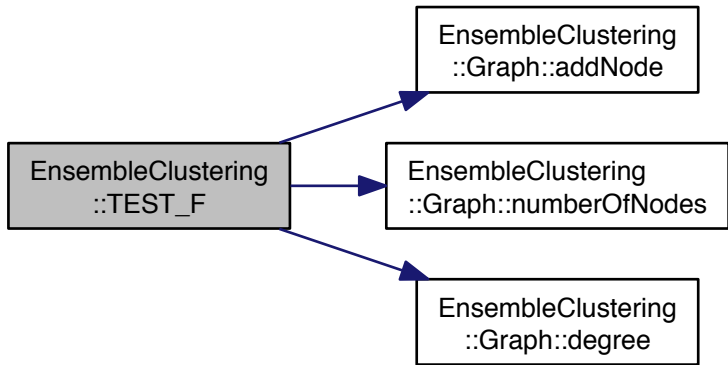 EnsembleClustering
::Graph::addNode
EnsembleClustering
::TEST_F
EnsembleClustering
::Graph::numberOfNodes
EnsembleClustering
::Graph::degree